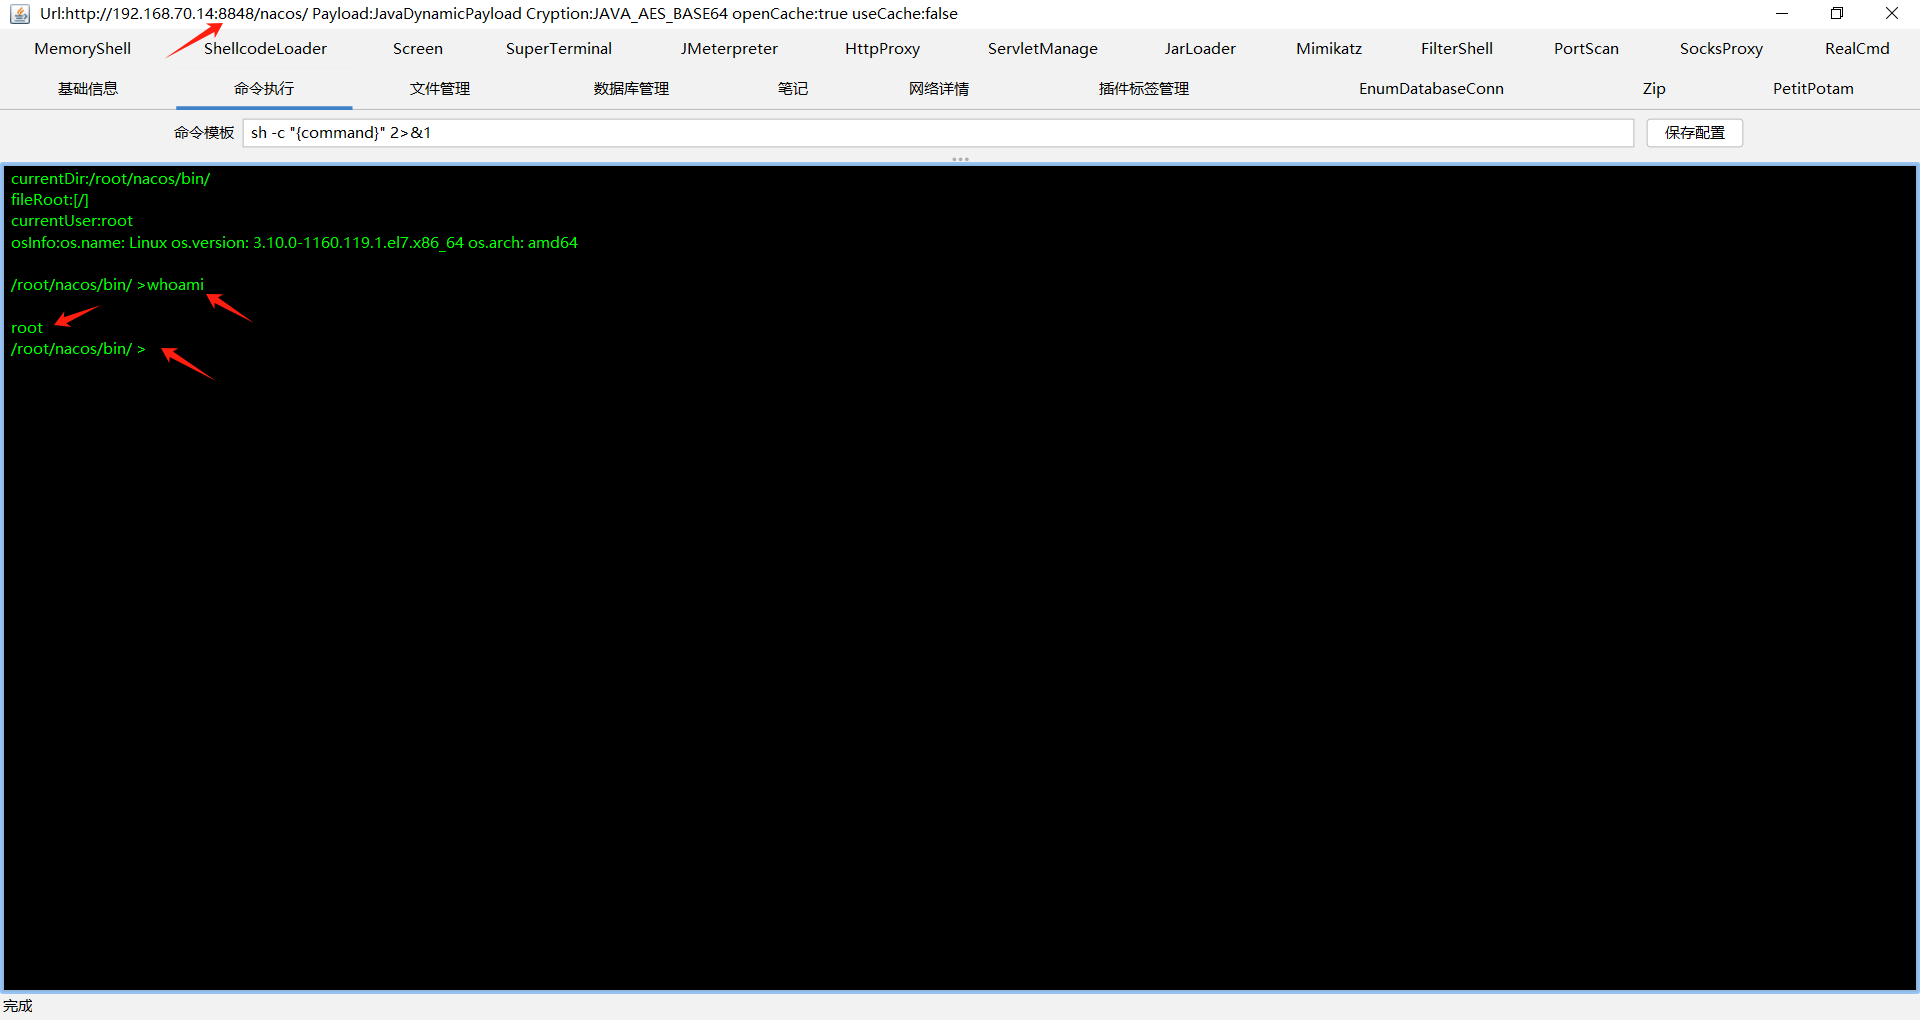 Url:http://192.168.70.14:8848/nacos/ Payload:JavaDynamicPayload Cryption:JAVA_AES_BASE64 openCache:true useCache:false
MemoryShell ShellcodeLoader Screen SuperTerminal JMeterpreter HttpProxy ServletManage JarLoader Mimikatz FilterShell PortScan SocksProxy RealCmd
基础信息 命令执行 文件管理 数据库管理 笔记 网络详情 插件标签管理 EnumDatabaseConn Zip PetitPotam
命令模板 sh -c "{command}" 2>&1 保存配置
currentDir:/root/nacos/bin/
fileRoot:[/]
currentUser:root
osInfo:os.name: Linux os.version: 3.10.0-1160.119.1.el7.x86_64 os.arch: amd64
/root/nacos/bin/ >whoami
root
/root/nacos/bin/ >
完成